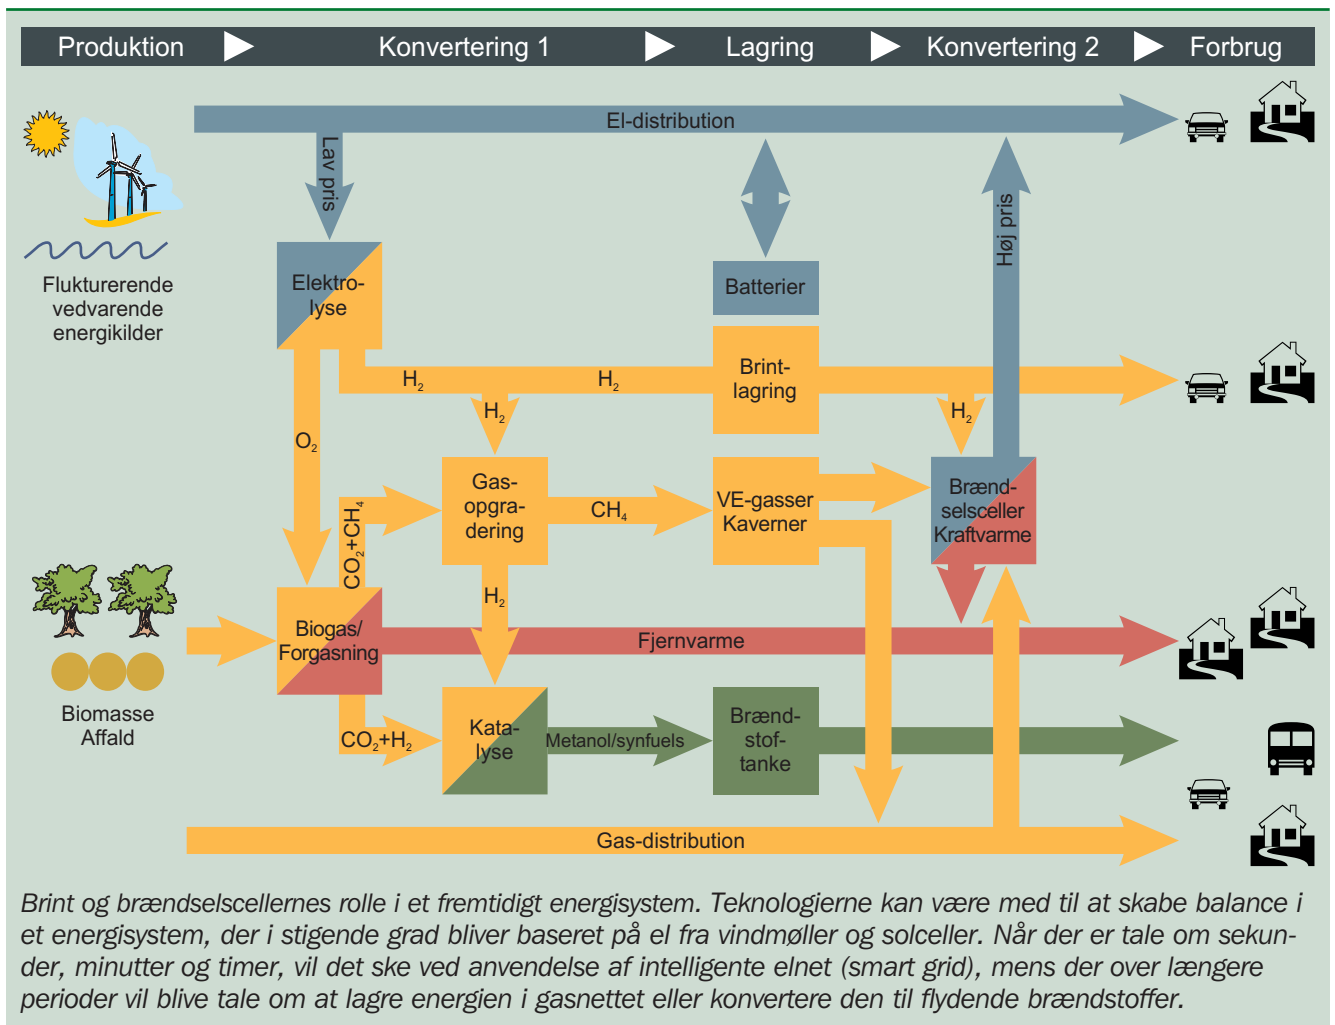 Produktion
Konvertering 1
Lagring
Konvertering 2
Forbrug
El-distribution
Lav pris
Høj pris
Flukturerende
vedvarende
energikilder
Elektro-
lyse
Batterier
H₂
H₂
Brint-
lagring
H₂
H₂
O₂
Gas-
opgra-
dering
CH₄
VE-gasser
Kaverner
Brænd-
selsceller
Kraftvarme
CO₂+CH₄
H₂
Biogas/
Forgasning
Fjernvarme
Biomasse
Affald
CO₂+H₂
Kata-
lyse
Metanol/synfuels
Brænd-
stof-
tanke
Gas-distribution
Brint og brændselscellernes rolle i et fremtidigt energisystem. Teknologierne kan være med til at skabe balance i
et energisystem, der i stigende grad bliver baseret på el fra vindmøller og solceller. Når der er tale om sekun-
der, minutter og timer, vil det ske ved anvendelse af intelligente elnet (smart grid), mens der over længere
perioder vil blive tale om at lagre energien i gasnettet eller konvertere den til flydende brændstoffer.